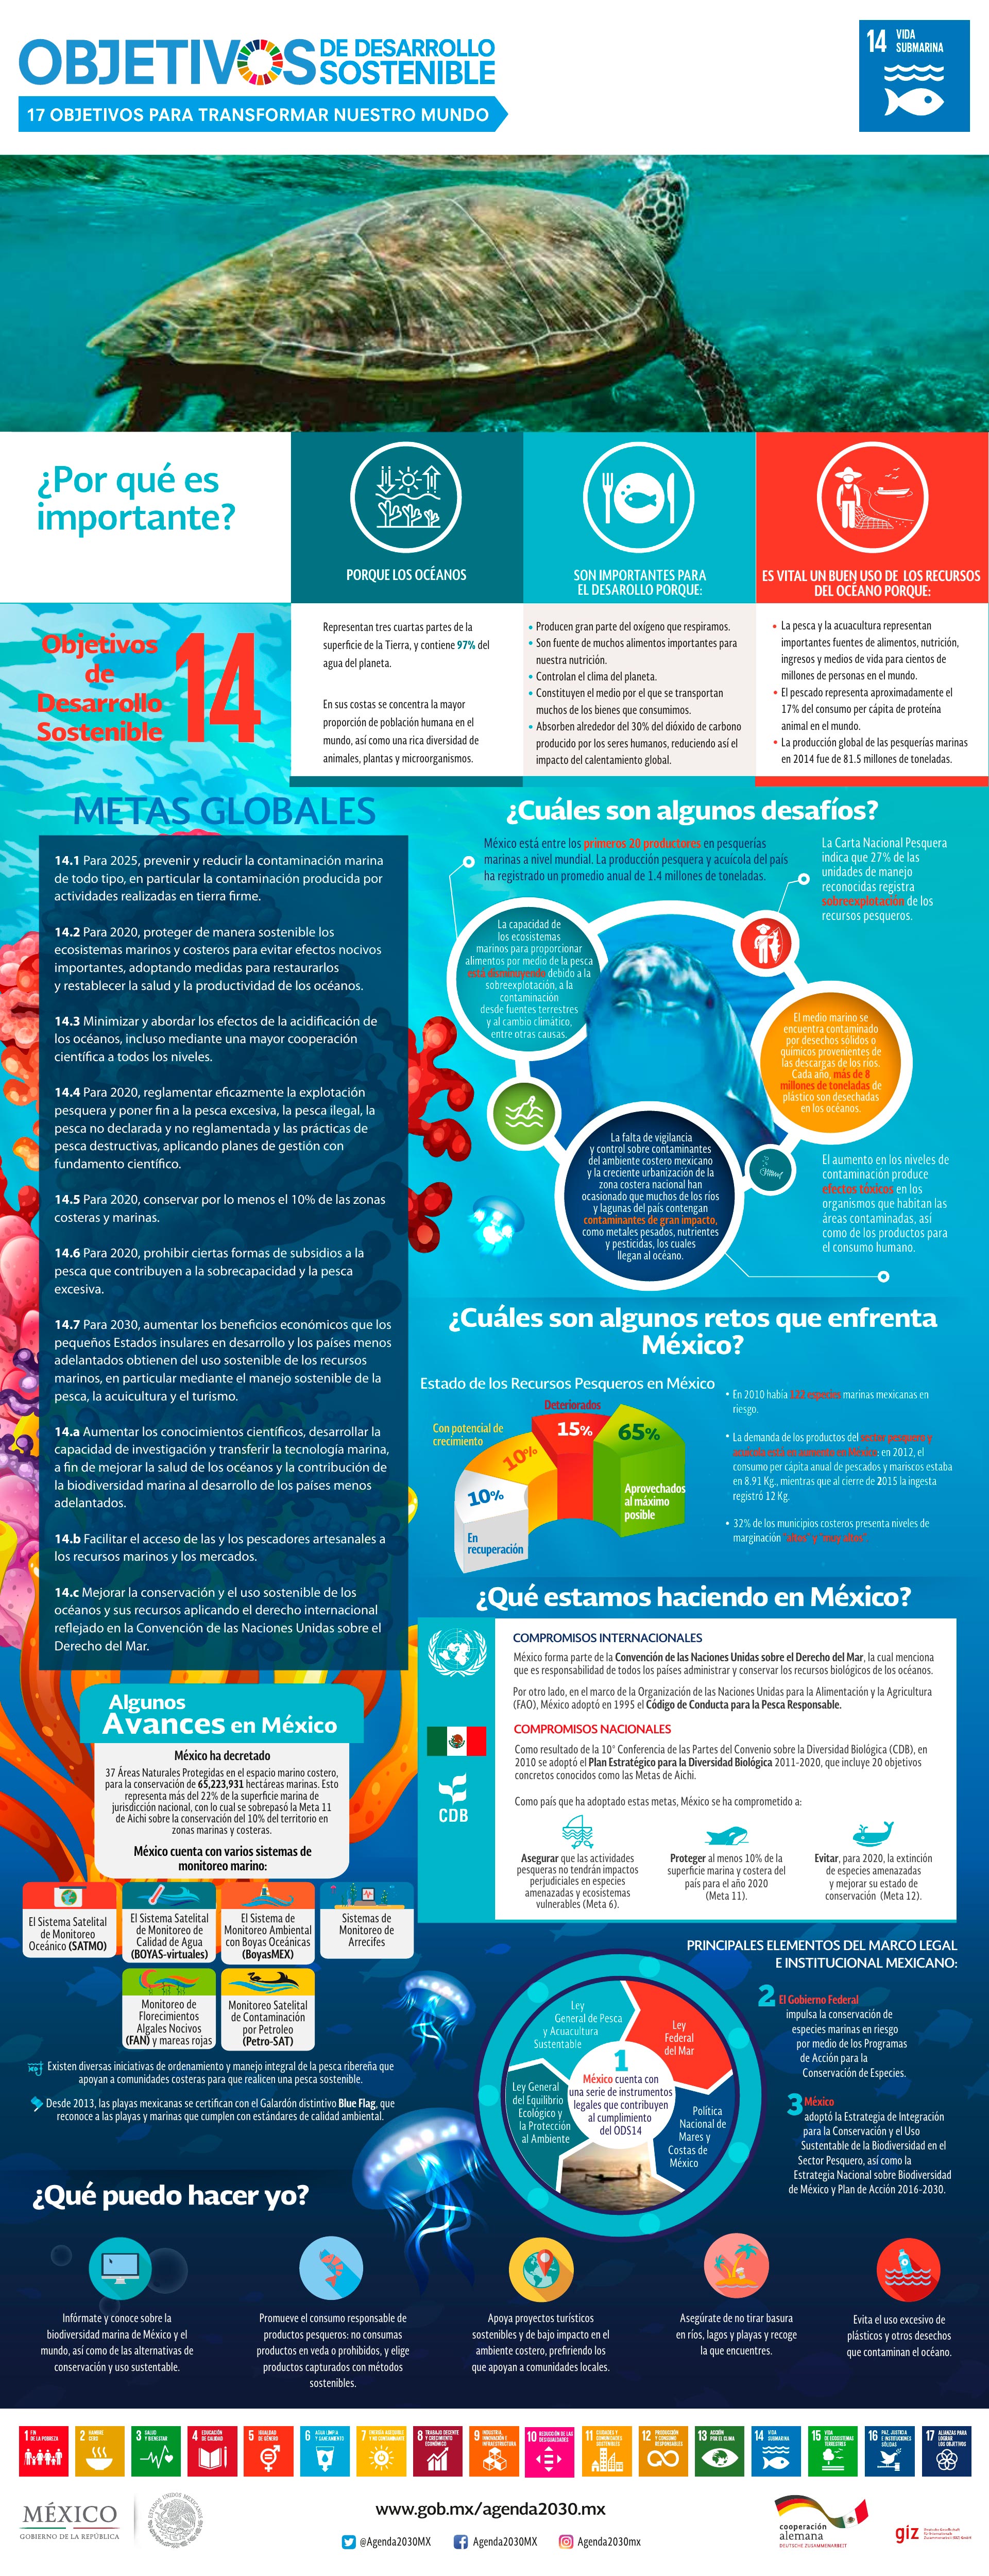 OBJETIVOS DE DESARROLLO
SOSTENIBLE
17 OBJETIVOS PARA TRANSFORMAR NUESTRO MUNDO
14 VIDA
SUBMARINA
¿Por qué es
importante?
PORQUE LOS OCÉANOS
SON IMPORTANTES PARA
EL DESAROLLO PORQUE:
ES VITAL UN BUEN USO DE LOS RECURSOS
DEL OCÉANO PORQUE:
Objetivos
de
Desarrollo
Sostenible
14
Representan tres cuartas partes de la
superficie de la Tierra, y contiene 97% del
agua del planeta.
En sus costas se concentra la mayor
proporción de población humana en el
mundo, así como una rica diversidad de
animales, plantas y microorganismos.
• Producen gran parte del oxígeno que respiramos.
• Son fuente de muchos alimentos importantes para
nuestra nutrición.
• Controlan el clima del planeta.
• Constituyen el medio por el que se transportan
muchos de los bienes que consumimos.
• Absorben alrededor del 30% del dióxido de carbono
producido por los seres humanos, reduciendo así el
impacto del calentamiento global.
• La pesca y la acuacultura representan
importantes fuentes de alimentos, nutrición,
ingresos y medios de vida para cientos de
millones de personas en el mundo.
• El pescado representa aproximadamente el
17% del consumo per cápita de proteína
animal en el mundo.
• La producción global de las pesquerías marinas
en 2014 fue de 81.5 millones de toneladas.
METAS GLOBALES
14.1 Para 2025, prevenir y reducir la contaminación marina
de todo tipo, en particular la contaminación producida por
actividades realizadas en tierra firme.
14.2 Para 2020, proteger de manera sostenible los
ecosistemas marinos y costeros para evitar efectos nocivos
importantes, adoptando medidas para restaurarlos
y restablecer la salud y la productividad de los océanos.
14.3 Minimizar y abordar los efectos de la acidificación de
los océanos, incluso mediante una mayor cooperación
científica a todos los niveles.
14.4 Para 2020, reglamentar eficazmente la explotación
pesquera y poner fin a la pesca excesiva, la pesca ilegal, la
pesca no declarada y no reglamentada y las prácticas de
pesca destructivas, aplicando planes de gestión con
fundamento científico.
14.5 Para 2020, conservar por lo menos el 10% de las zonas
costeras y marinas.
14.6 Para 2020, prohibir ciertas formas de subsidios a la
pesca que contribuyen a la sobrecapacidad y la pesca
excesiva.
14.7 Para 2030, aumentar los beneficios económicos que los
pequeños Estados insulares en desarrollo y los países menos
adelantados obtienen del uso sostenible de los recursos
marinos, en particular mediante el manejo sostenible de la
pesca, la acuicultura y el turismo.
14.a Aumentar los conocimientos científicos, desarrollar la
capacidad de investigación y transferir la tecnología marina,
a fin de mejorar la salud de los océanos y la contribución de
la biodiversidad marina al desarrollo de los países menos
adelantados.
14.b Facilitar el acceso de las y los pescadores artesanales a
los recursos marinos y los mercados.
14.c Mejorar la conservación y el uso sostenible de los
océanos y sus recursos aplicando el derecho internacional
reflejado en la Convención de las Naciones Unidas sobre el
Derecho del Mar.
¿Cuáles son algunos desafíos?
México está entre los primeros 20 productores en pesquerías
marinas a nivel mundial. La producción pesquera y acuícola del país
ha registrado un promedio anual de 1.4 millones de toneladas.
La Carta Nacional Pesquera
indica que 27% de las
unidades de manejo
reconocidas registra
sobreexplotación de los
recursos pesqueros.
La capacidad de
los ecosistemas
marinos para proporcionar
alimentos por medio de la pesca
está disminuyendo debido a la
sobreexplotación, a la
contaminación
desde fuentes terrestres
y al cambio climático,
entre otras causas.
El medio marino se
encuentra contaminado
por desechos sólidos o
químicos provenientes de
las descargas de los ríos.
Cada año, más de 8
millones de toneladas de
plástico son desechadas
en los océanos.
La falta de vigilancia
y control sobre contaminantes
del ambiente costero mexicano
y la creciente urbanización de la
zona costera nacional han
ocasionado que muchos de los ríos
y lagunas del país contengan
contaminantes de gran impacto,
como metales pesados, nutrientes
y pesticidas, los cuales
llegan al océano.
El aumento en los niveles de
contaminación produce
efectos tóxicos en los
organismos que habitan las
áreas contaminadas, así
como de los productos para
el consumo humano.
¿Cuáles son algunos retos que enfrenta
México?
Estado de los Recursos Pesqueros en México
Deteriorados
Con potencial de
crecimiento
10%
10%
15%
65%
En
recuperación
Aprovechados
al máximo
posible
• En 2010 había 122 especies marinas mexicanas en
riesgo.
• La demanda de los productos del sector pesquero y
acuícola está en aumento en México: en 2012, el
consumo per cápita anual de pescados y mariscos estaba
en 8.91 Kg., mientras que al cierre de 2015 la ingesta
registró 12 Kg.
• 32% de los municipios costeros presenta niveles de
marginación "altos" y "muy altos".
¿Qué estamos haciendo en México?
COMPROMISOS INTERNACIONALES
México forma parte de la Convención de las Naciones Unidas sobre el Derecho del Mar, la cual menciona
que es responsabilidad de todos los países administrar y conservar los recursos biológicos de los océanos.
Por otro lado, en el marco de la Organización de las Naciones Unidas para la Alimentación y la Agricultura
(FAO), México adoptó en 1995 el Código de Conducta para la Pesca Responsable.
COMPROMISOS NACIONALES
Como resultado de la 10° Conferencia de las Partes del Convenio sobre la Diversidad Biológica (CDB), en
2010 se adoptó el Plan Estratégico para la Diversidad Biológica 2011-2020, que incluye 20 objetivos
concretos conocidos como las Metas de Aichi.
Como país que ha adoptado estas metas, México se ha comprometido a:
CDB
Asegurar que las actividades
pesqueras no tendrán impactos
perjudiciales en especies
amenazadas y ecosistemas
vulnerables (Meta 6).
Proteger al menos 10% de la
superficie marina y costera del
país para el año 2020
(Meta 11).
Evitar, para 2020, la extinción
de especies amenazadas
y mejorar su estado de
conservación (Meta 12).
Algunos
Avances en México
México ha decretado
37 Áreas Naturales Protegidas en el espacio marino costero,
para la conservación de 65,223,931 hectáreas marinas. Esto
representa más del 22% de la superficie marina de
jurisdicción nacional, con lo cual se sobrepasó la Meta 11
de Aichi sobre la conservación del 10% del territorio en
zonas marinas y costeras.
México cuenta con varios sistemas de
monitoreo marino:
El Sistema Satelital
de Monitoreo
Oceánico (SATMO)
El Sistema Satelital
de Monitoreo de
Calidad de Agua
(BOYAS-virtuales)
El Sistema de
Monitoreo Ambiental
con Boyas Oceánicas
(BoyasMEX)
Sistemas de
Monitoreo de
Arrecifes
Monitoreo de
Florecimientos
Algales Nocivos
(FAN) y mareas rojas
Monitoreo Satelital
de Contaminación
por Petroleo
(Petro-SAT)
Existen diversas iniciativas de ordenamiento y manejo integral de la pesca ribereña que
apoyan a comunidades costeras para que realicen una pesca sostenible.
Desde 2013, las playas mexicanas se certifican con el Galardón distintivo Blue Flag, que
reconoce a las playas y marinas que cumplen con estándares de calidad ambiental.
PRINCIPALES ELEMENTOS DEL MARCO LEGAL
E INSTITUCIONAL MEXICANO:
Ley
General de Pesca
y Acuacultura
Sustentable
Ley
Federal
del Mar
1
México cuenta con
una serie de instrumentos
legales que contribuyen
al cumplimiento
del ODS14
Ley General
del Equilibrio
Ecológico y
la Protección
al Ambiente
Política
Nacional de
Mares y
Costas de
México
2 El Gobierno Federal
impulsa la conservación de
especies marinas en riesgo
por medio de los Programas
de Acción para la
Conservación de Especies.
3 México
adoptó la Estrategia de Integración
para la Conservación y el Uso
Sustentable de la Biodiversidad en el
Sector Pesquero, así como la
Estrategia Nacional sobre Biodiversidad
de México y Plan de Acción 2016-2030.
¿Qué puedo hacer yo?
Infórmate y conoce sobre la
biodiversidad marina de México y el
mundo, así como de las alternativas de
conservación y uso sustentable.
Promueve el consumo responsable de
productos pesqueros: no consumas
productos en veda o prohibidos, y elige
productos capturados con métodos
sostenibles.
Apoya proyectos turísticos
sostenibles y de bajo impacto en el
ambiente costero, prefiriendo los
que apoyan a comunidades locales.
Asegúrate de no tirar basura
en ríos, lagos y playas y recoge
la que encuentres.
Evita el uso excesivo de
plásticos y otros desechos
que contaminan el océano.
1 FIN
DE LA POBREZA
2 HAMBRE
CERO
3 SALUD
Y BIENESTAR
4 EDUCACIÓN
DE CALIDAD
5 IGUALDAD
DE GÉNERO
6 AGUA LIMPIA
Y SANEAMIENTO
7 ENERGÍA ASEQUIBLE
Y NO CONTAMINANTE
8 TRABAJO DECENTE
Y CRECIMIENTO
ECONÓMICO
9 INDUSTRIA,
INNOVACIÓN E
INFRAESTRUCTURA
10 REDUCCIÓN DE LAS
DESIGUALDADES
11 CIUDADES Y
COMUNIDADES
SOSTENIBLES
12 PRODUCCIÓN
Y CONSUMO
RESPONSABLES
13 ACCIÓN
POR EL CLIMA
14 VIDA
SUBMARINA
15 VIDA
DE ECOSISTEMAS
TERRESTRES
16 PAZ, JUSTICIA
E INSTITUCIONES
SÓLIDAS
17 ALIANZAS PARA
LOGRAR
LOS OBJETIVOS
MÉXICO
GOBIERNO DE LA REPÚBLICA
ESTADOS UNIDOS MEXICANOS
www.gob.mx/agenda2030.mx
@Agenda2030MX
Agenda2030MX
Agenda2030mx
cooperación
alemana
DEUTSCHE ZUSAMMENARBEIT
giz